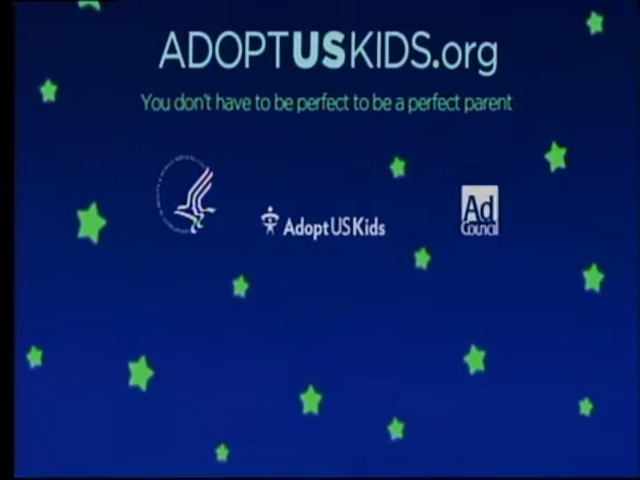 ADOPTUSKIDS.org
You don't have to be perfect to be a perfect parent
AdoptUSKids
Ad
Council